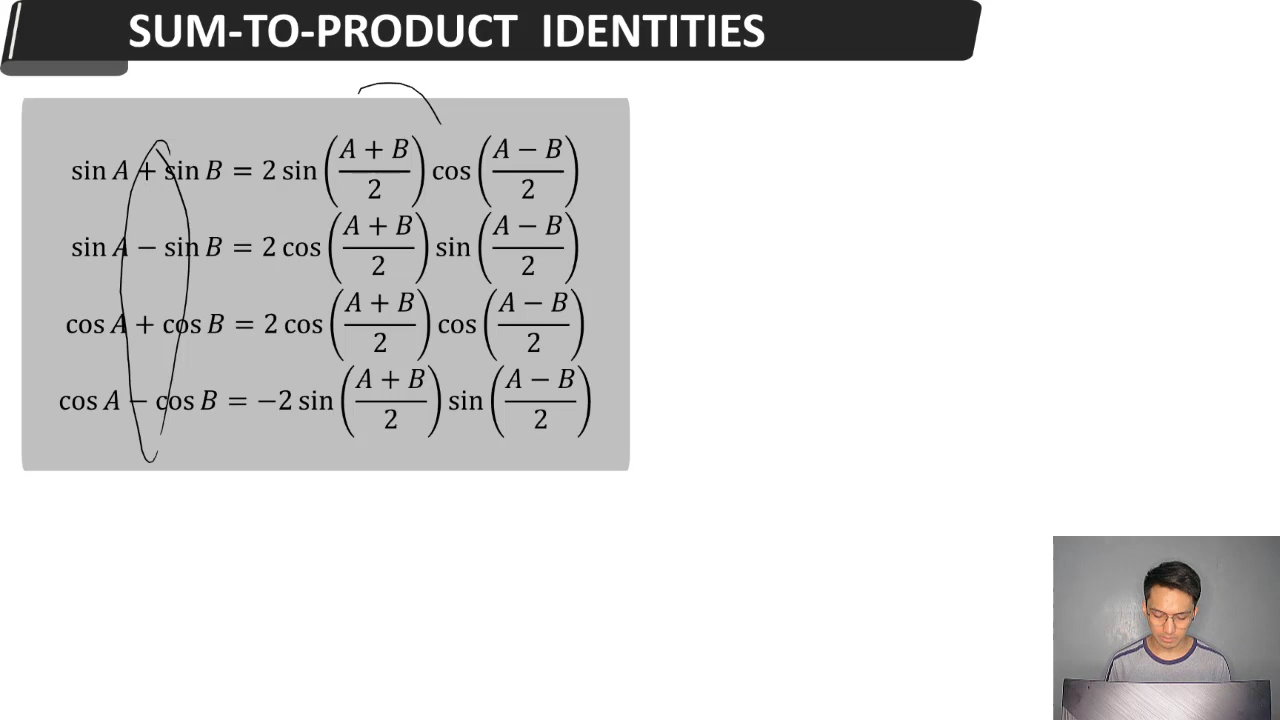 SUM-TO-PRODUCT IDENTITIES
sin A + sin B = 2 sin ((A + B)/2) cos ((A − B)/2)
sin A − sin B = 2 cos ((A + B)/2) sin ((A − B)/2)
cos A + cos B = 2 cos ((A + B)/2) cos ((A − B)/2)
cos A − cos B = −2 sin ((A + B)/2) sin ((A − B)/2)